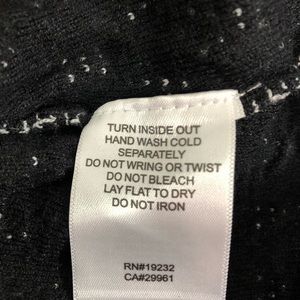 TURN INSIDE OUT
HAND WASH COLD
SEPARATELY
DO NOT WRING OR TWIST
DO NOT BLEACH
LAY FLAT TO DRY
DO NOT IRON
RN#19232
CA#29961